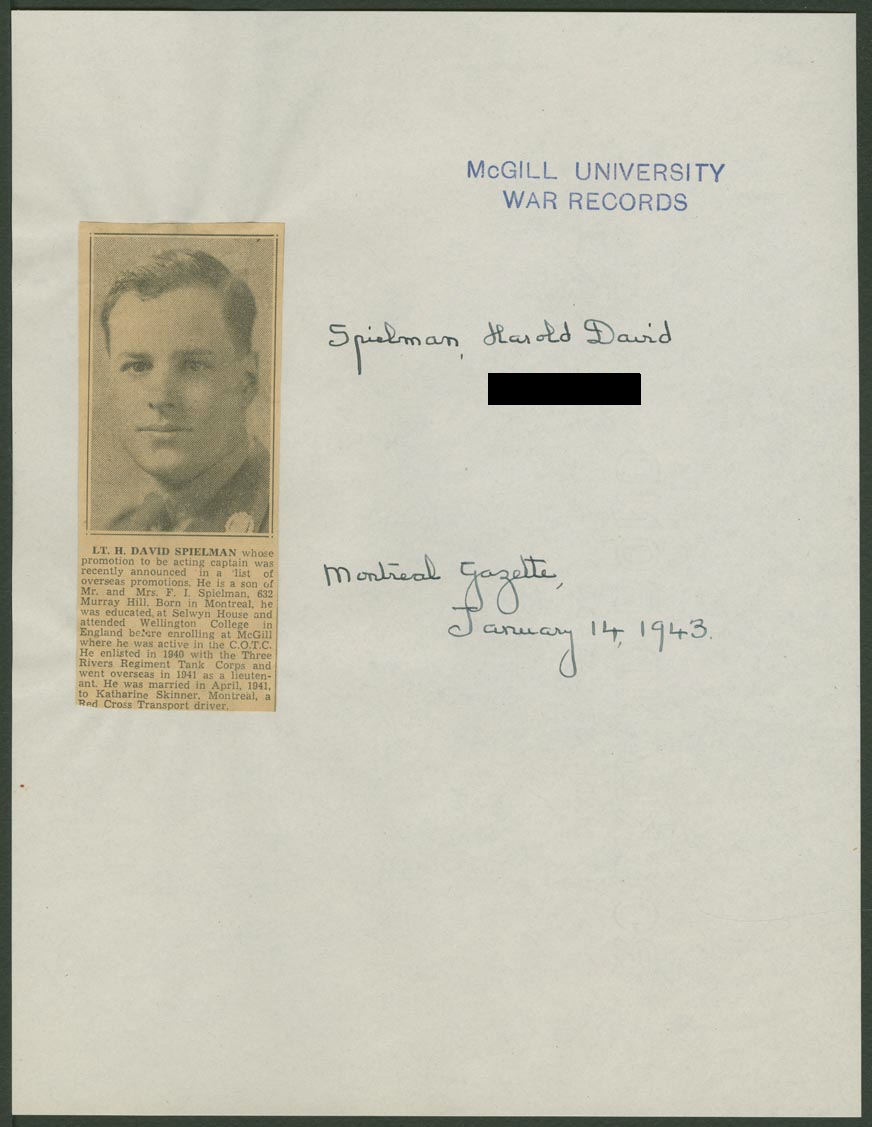 McGILL UNIVERSITY
WAR RECORDS
Spielman, Harold David
Montreal Gazette,
January 14, 1943.
LT. H. DAVID SPIELMAN whose
promotion to be acting captain was
recently announced in a list of
overseas promotions. He is a son of
Mr. and Mrs. F. I. Spielman, 632
Murray Hill. Born in Montreal, he
was educated at Selwyn House and
attended Wellington College in
England before enrolling at McGill
where he was active in the C.O.T.C.
He enlisted in 1940 with the Three
Rivers Regiment Tank Corps and
went overseas in 1941 as a lieuten-
ant. He was married in April, 1941,
to Katharine Skinner, Montreal, a
Red Cross Transport driver.